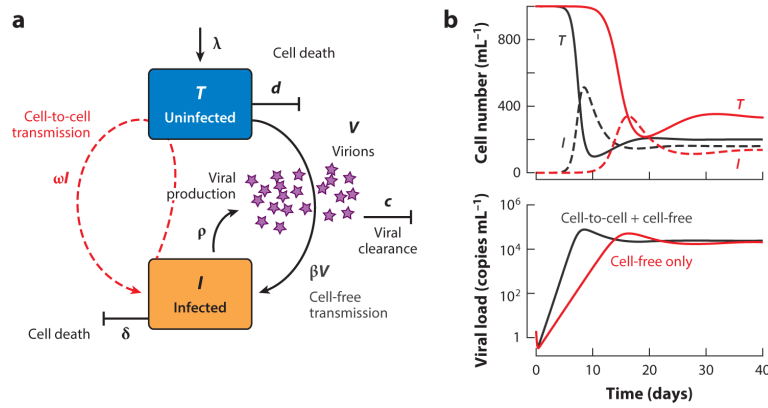 a
λ
Cell death
T
Uninfected
d
Cell-to-cell
transmission
V
Virions
ωI
Viral
production
c
Viral
clearance
ρ
βV
I
Infected
Cell-free
transmission
Cell death
δ
b
Cell number (mL⁻¹)
800
400
0
T
T
I
I
Viral load (copies mL⁻¹)
10⁶
10⁴
10²
1
Cell-to-cell + cell-free
Cell-free only
0
10
20
30
40
Time (days)